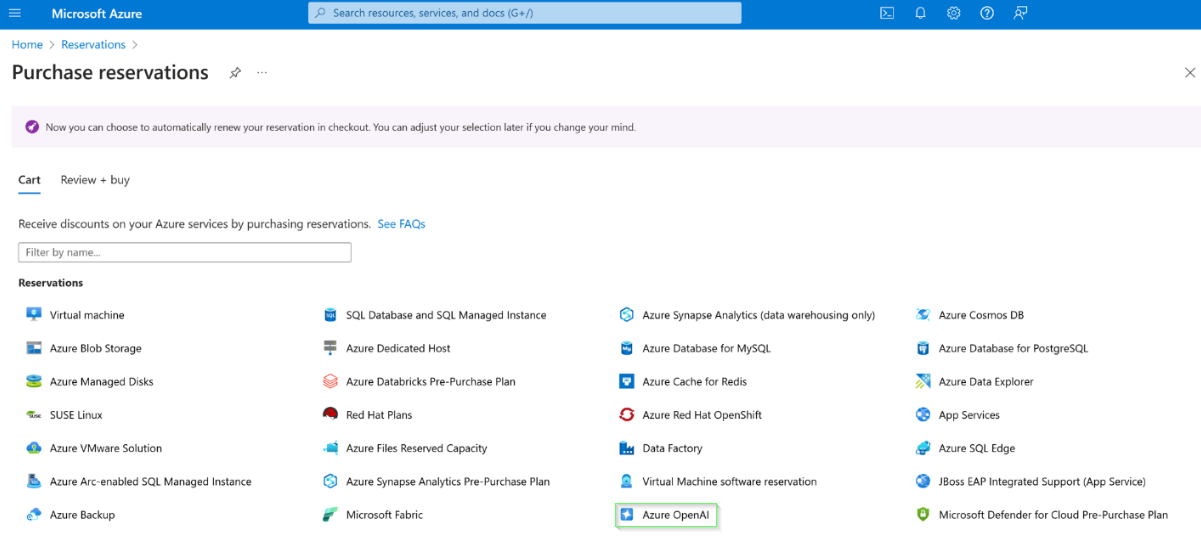 Microsoft Azure
Search resources, services, and docs (G+/)
Home > Reservations >
Purchase reservations
Now you can choose to automatically renew your reservation in checkout. You can adjust your selection later if you change your mind.
Cart Review + buy
Receive discounts on your Azure services by purchasing reservations. See FAQs
Filter by name...
Reservations
Virtual machine SQL Database and SQL Managed Instance Azure Synapse Analytics (data warehousing only) Azure Cosmos DB
Azure Blob Storage Azure Dedicated Host Azure Database for MySQL Azure Database for PostgreSQL
Azure Managed Disks Azure Databricks Pre-Purchase Plan Azure Cache for Redis Azure Data Explorer
SUSE Linux Red Hat Plans Azure Red Hat OpenShift App Services
Azure VMware Solution Azure Files Reserved Capacity Data Factory Azure SQL Edge
Azure Arc-enabled SQL Managed Instance Azure Synapse Analytics Pre-Purchase Plan Virtual Machine software reservation JBoss EAP Integrated Support (App Service)
Azure Backup Microsoft Fabric Azure OpenAI Microsoft Defender for Cloud Pre-Purchase Plan